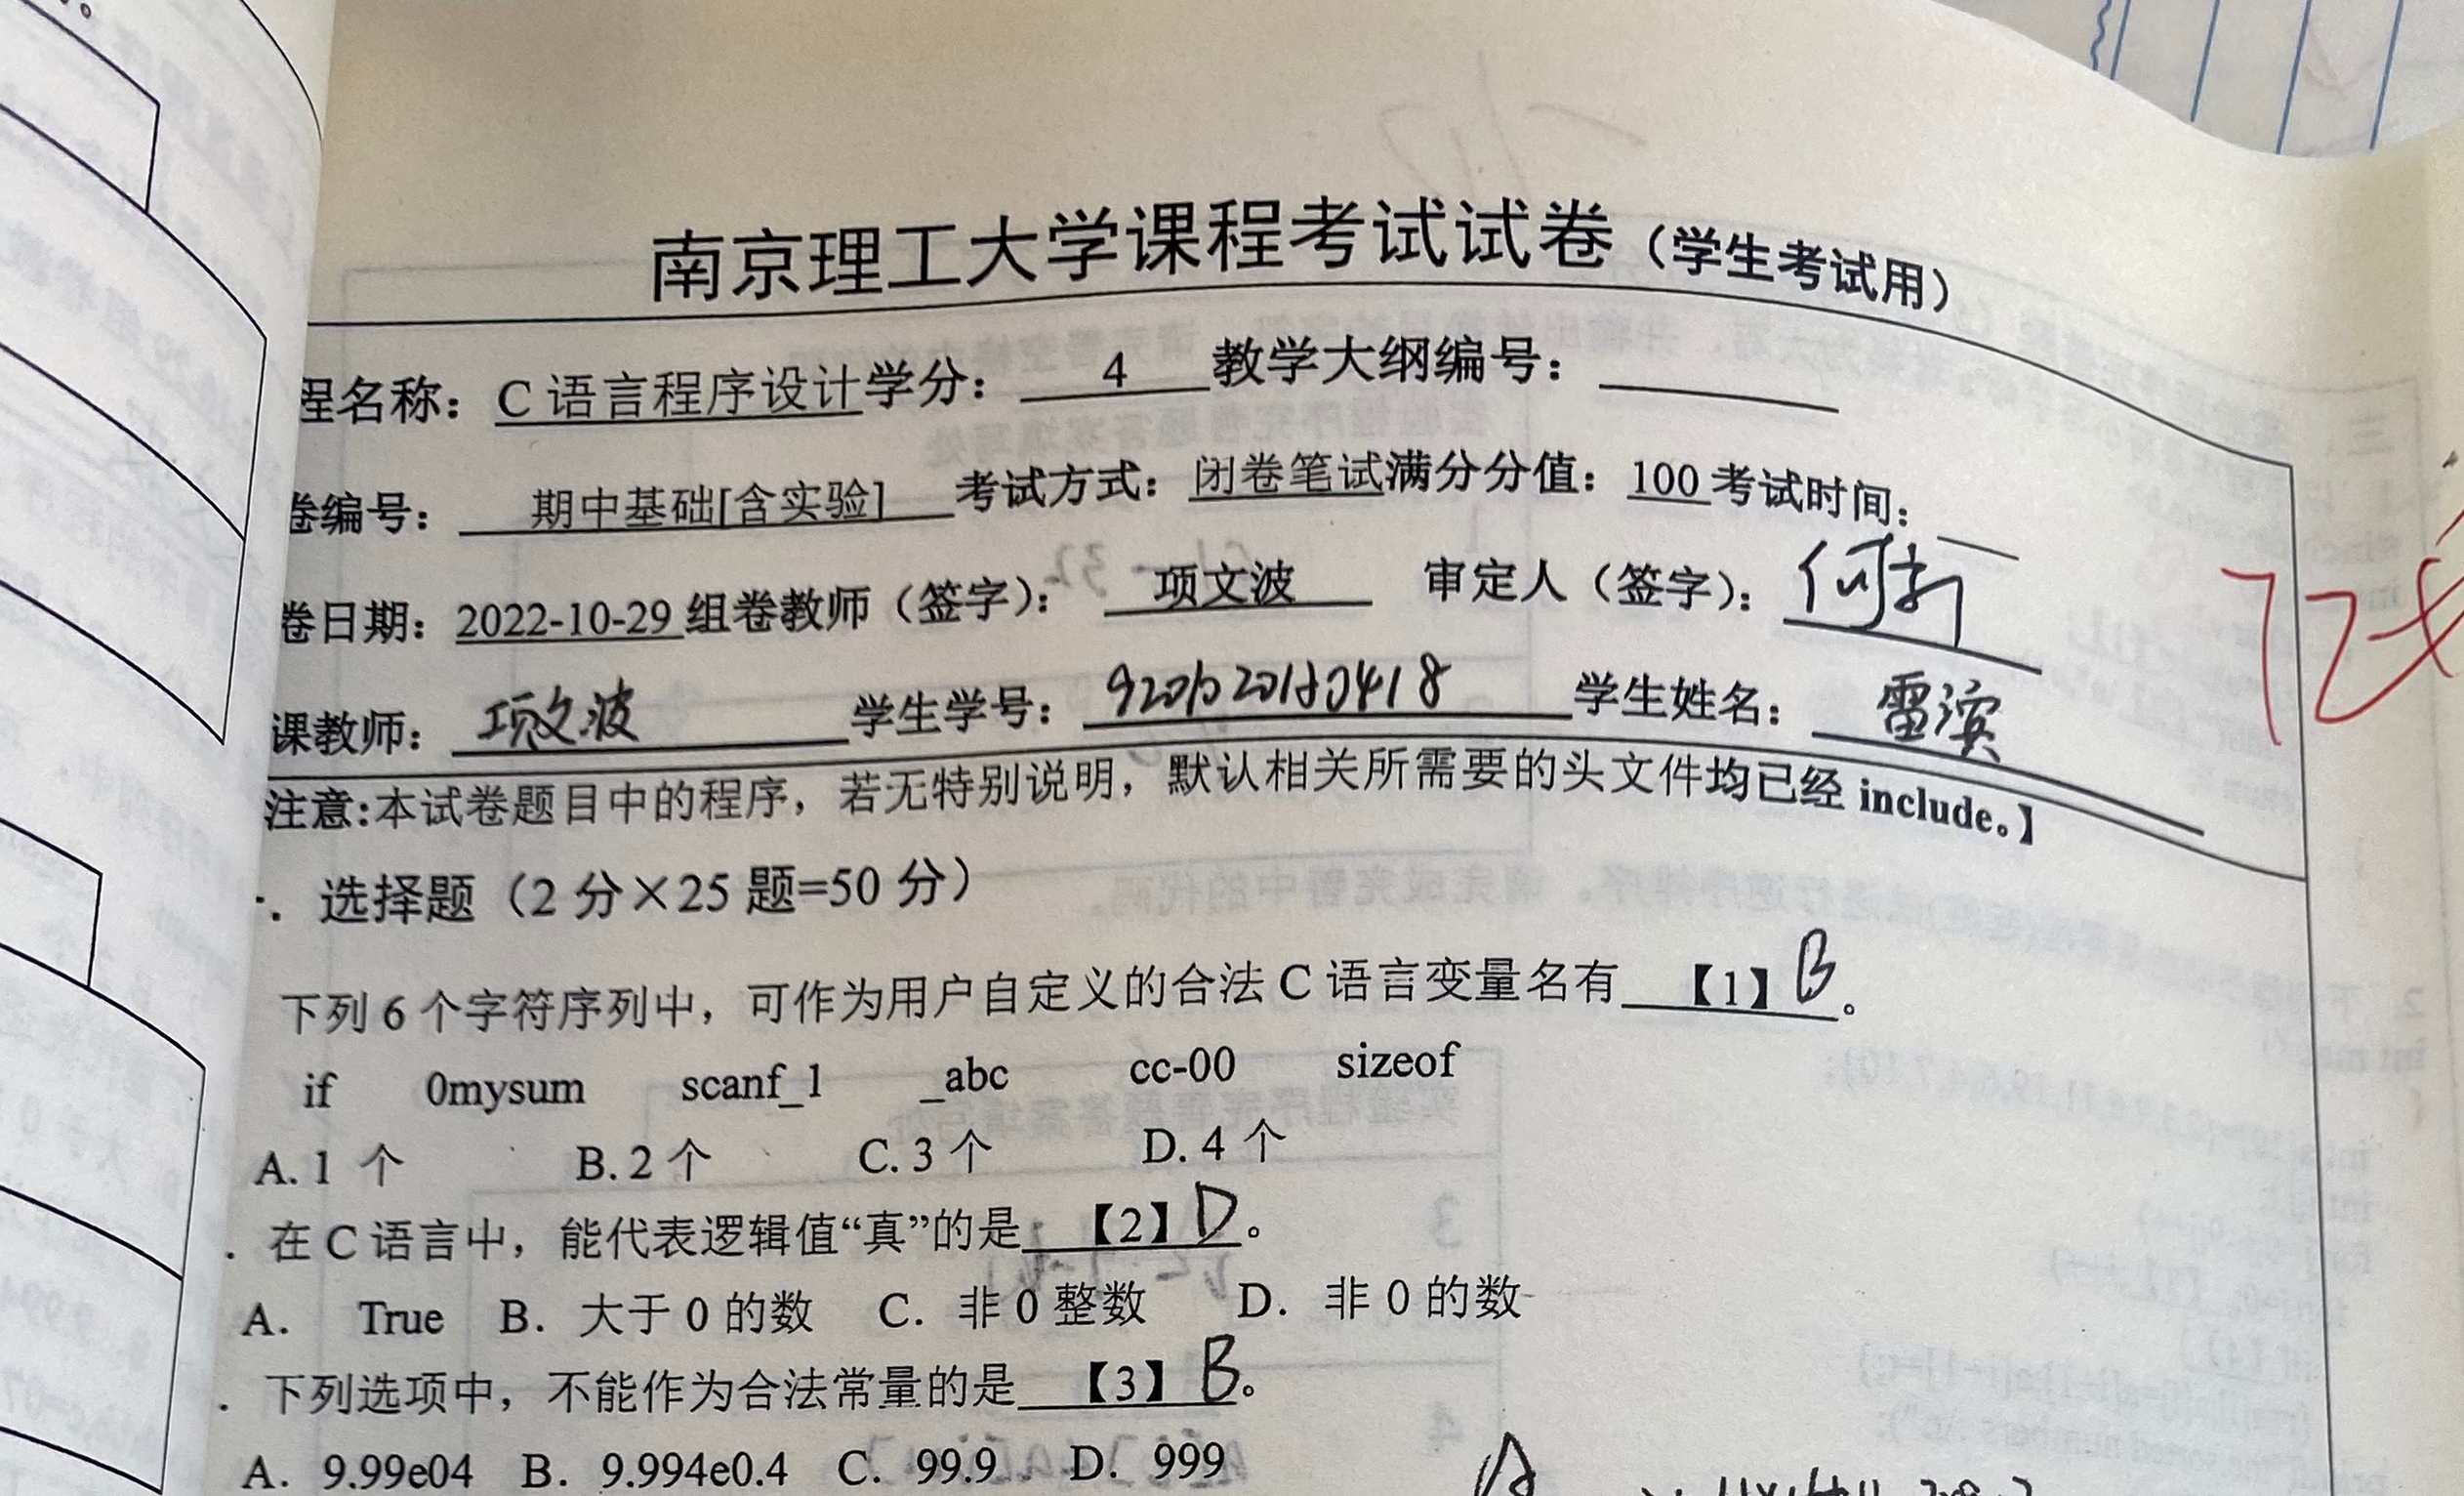 南京理工大学课程考试试卷（学生考试用）
程名称：C 语言程序设计学分：4 教学大纲编号：
卷编号：期中基础[含实验] 考试方式：闭卷笔试满分分值：100 考试时间：
卷日期：2022-10-29 组卷教师（签字）：项文波 审定人（签字）：何新
课教师：项文波 学生学号： 学生姓名：雷滨
注意:本试卷题目中的程序，若无特别说明，默认相关所需要的头文件均已经 include。】
. 选择题（2 分×25 题=50 分）
下列 6 个字符序列中，可作为用户自定义的合法 C 语言变量名有 【1】B。
if 0mysum scanf_1 _abc cc-00 sizeof
A. 1 个 B. 2 个 C. 3 个 D. 4 个
. 在 C 语言中，能代表逻辑值“真”的是 【2】D。
A. True B. 大于 0 的数 C. 非 0 整数 D. 非 0 的数
. 下列选项中，不能作为合法常量的是 【3】B。
A. 9.99e04 B. 9.994e0.4 C. 99.9 D. 999
72